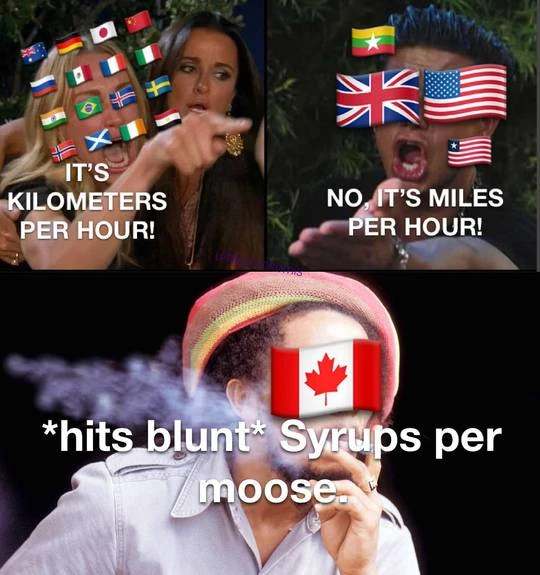 IT'S
KILOMETERS
PER HOUR!
NO, IT'S MILES
PER HOUR!
*hits blunt* Syrups per
moose.